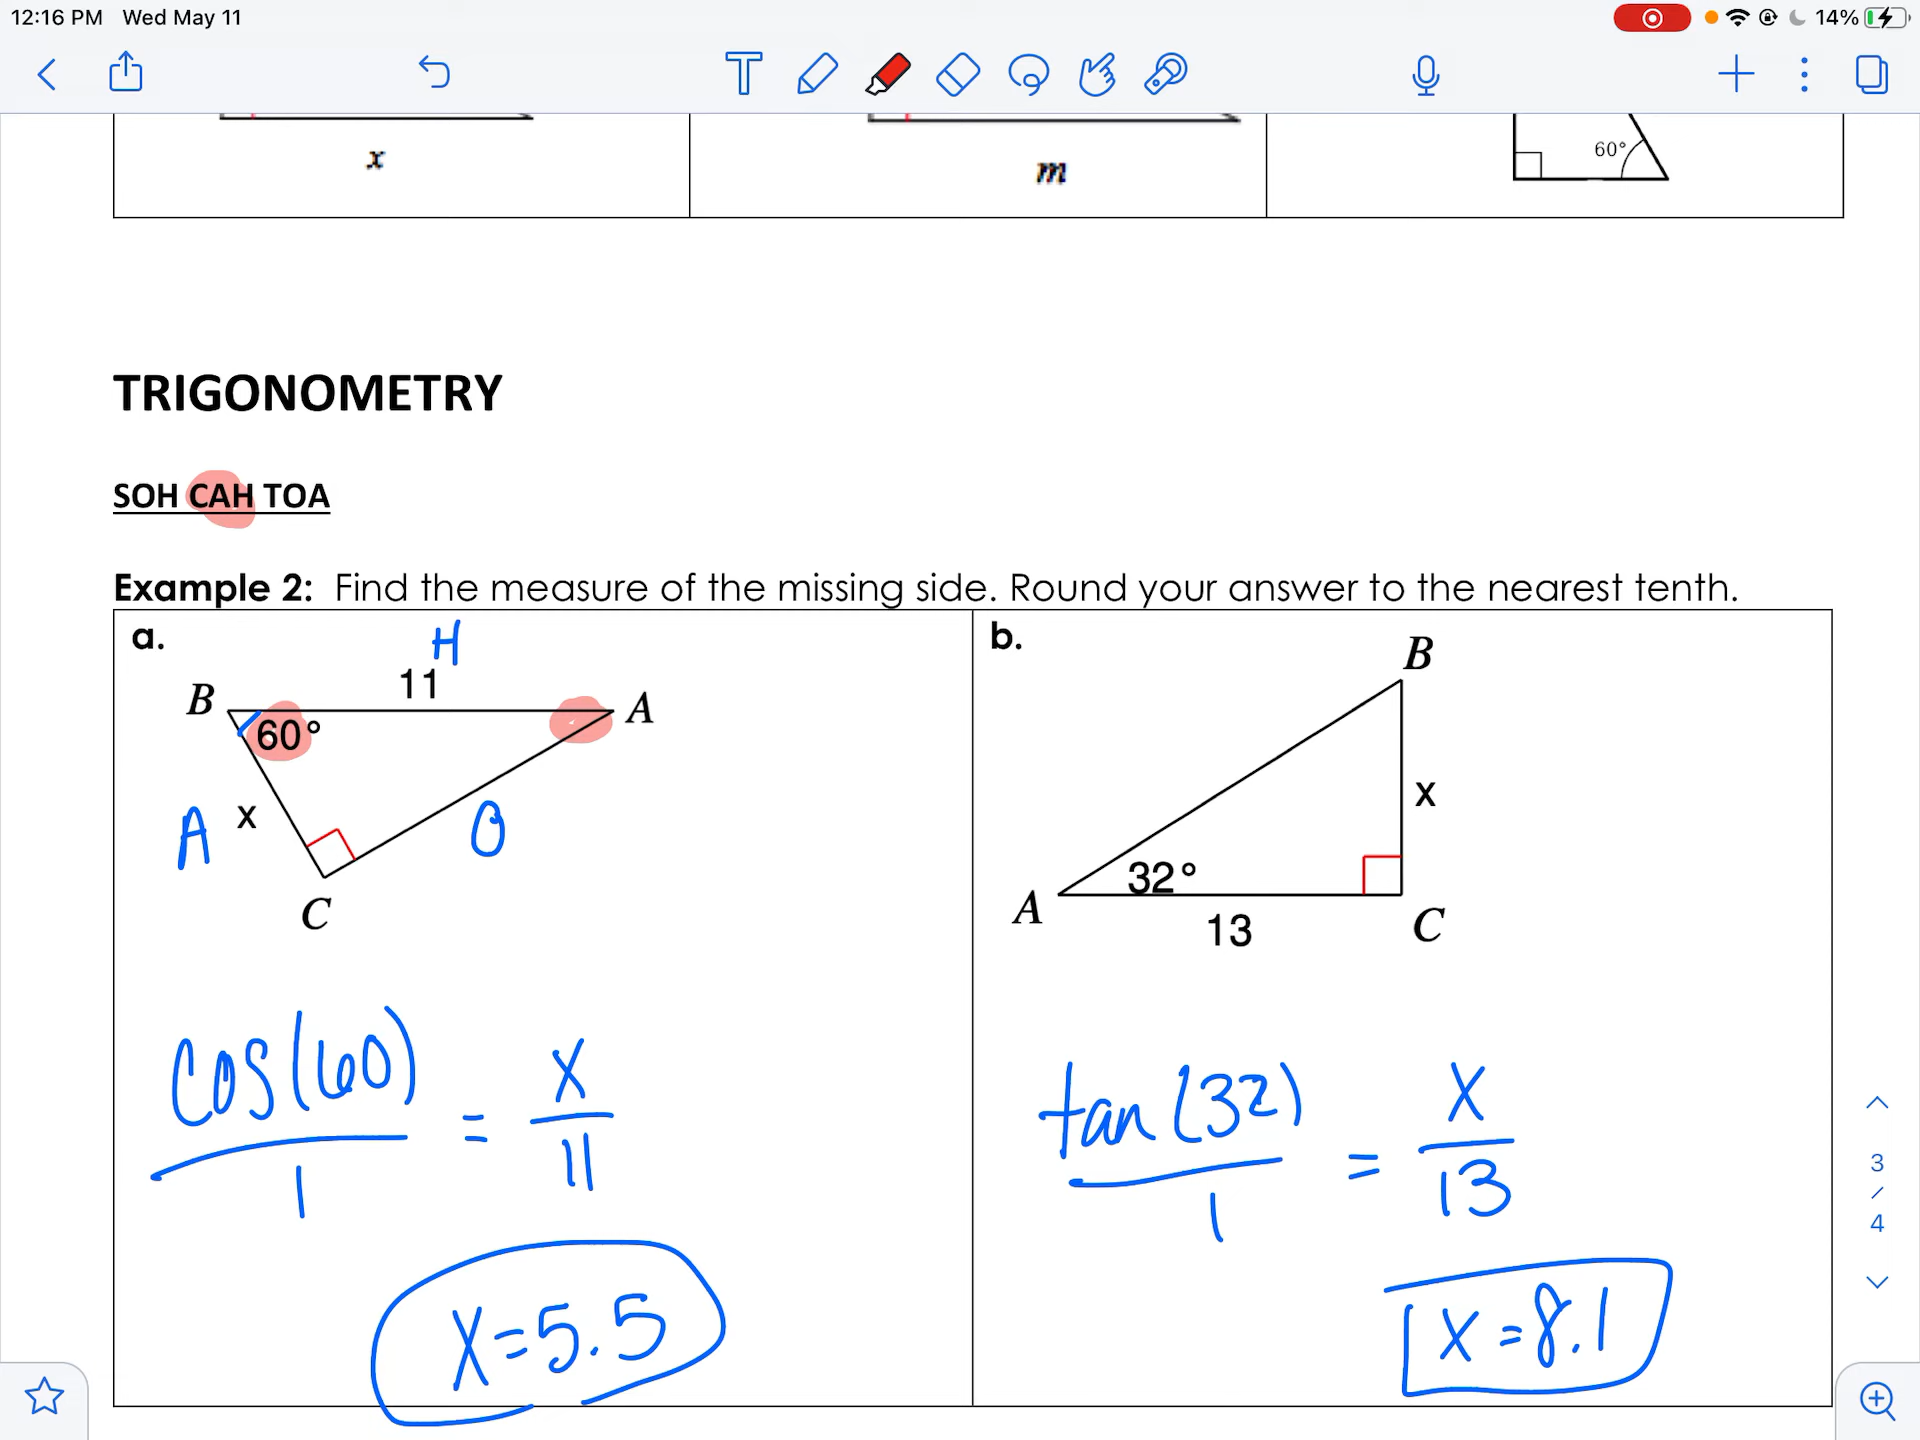 12:16 PM Wed May 11
14%
T
x
m
60°
TRIGONOMETRY
SOH CAH TOA
Example 2: Find the measure of the missing side. Round your answer to the nearest tenth.
a.
H
11
B
60°
A
A
x
O
C
cos(60)
1
=
x
11
x=5.5
b.
B
x
32°
A
13
C
tan(32)
1
=
x
13
x=8.1
3
/
4